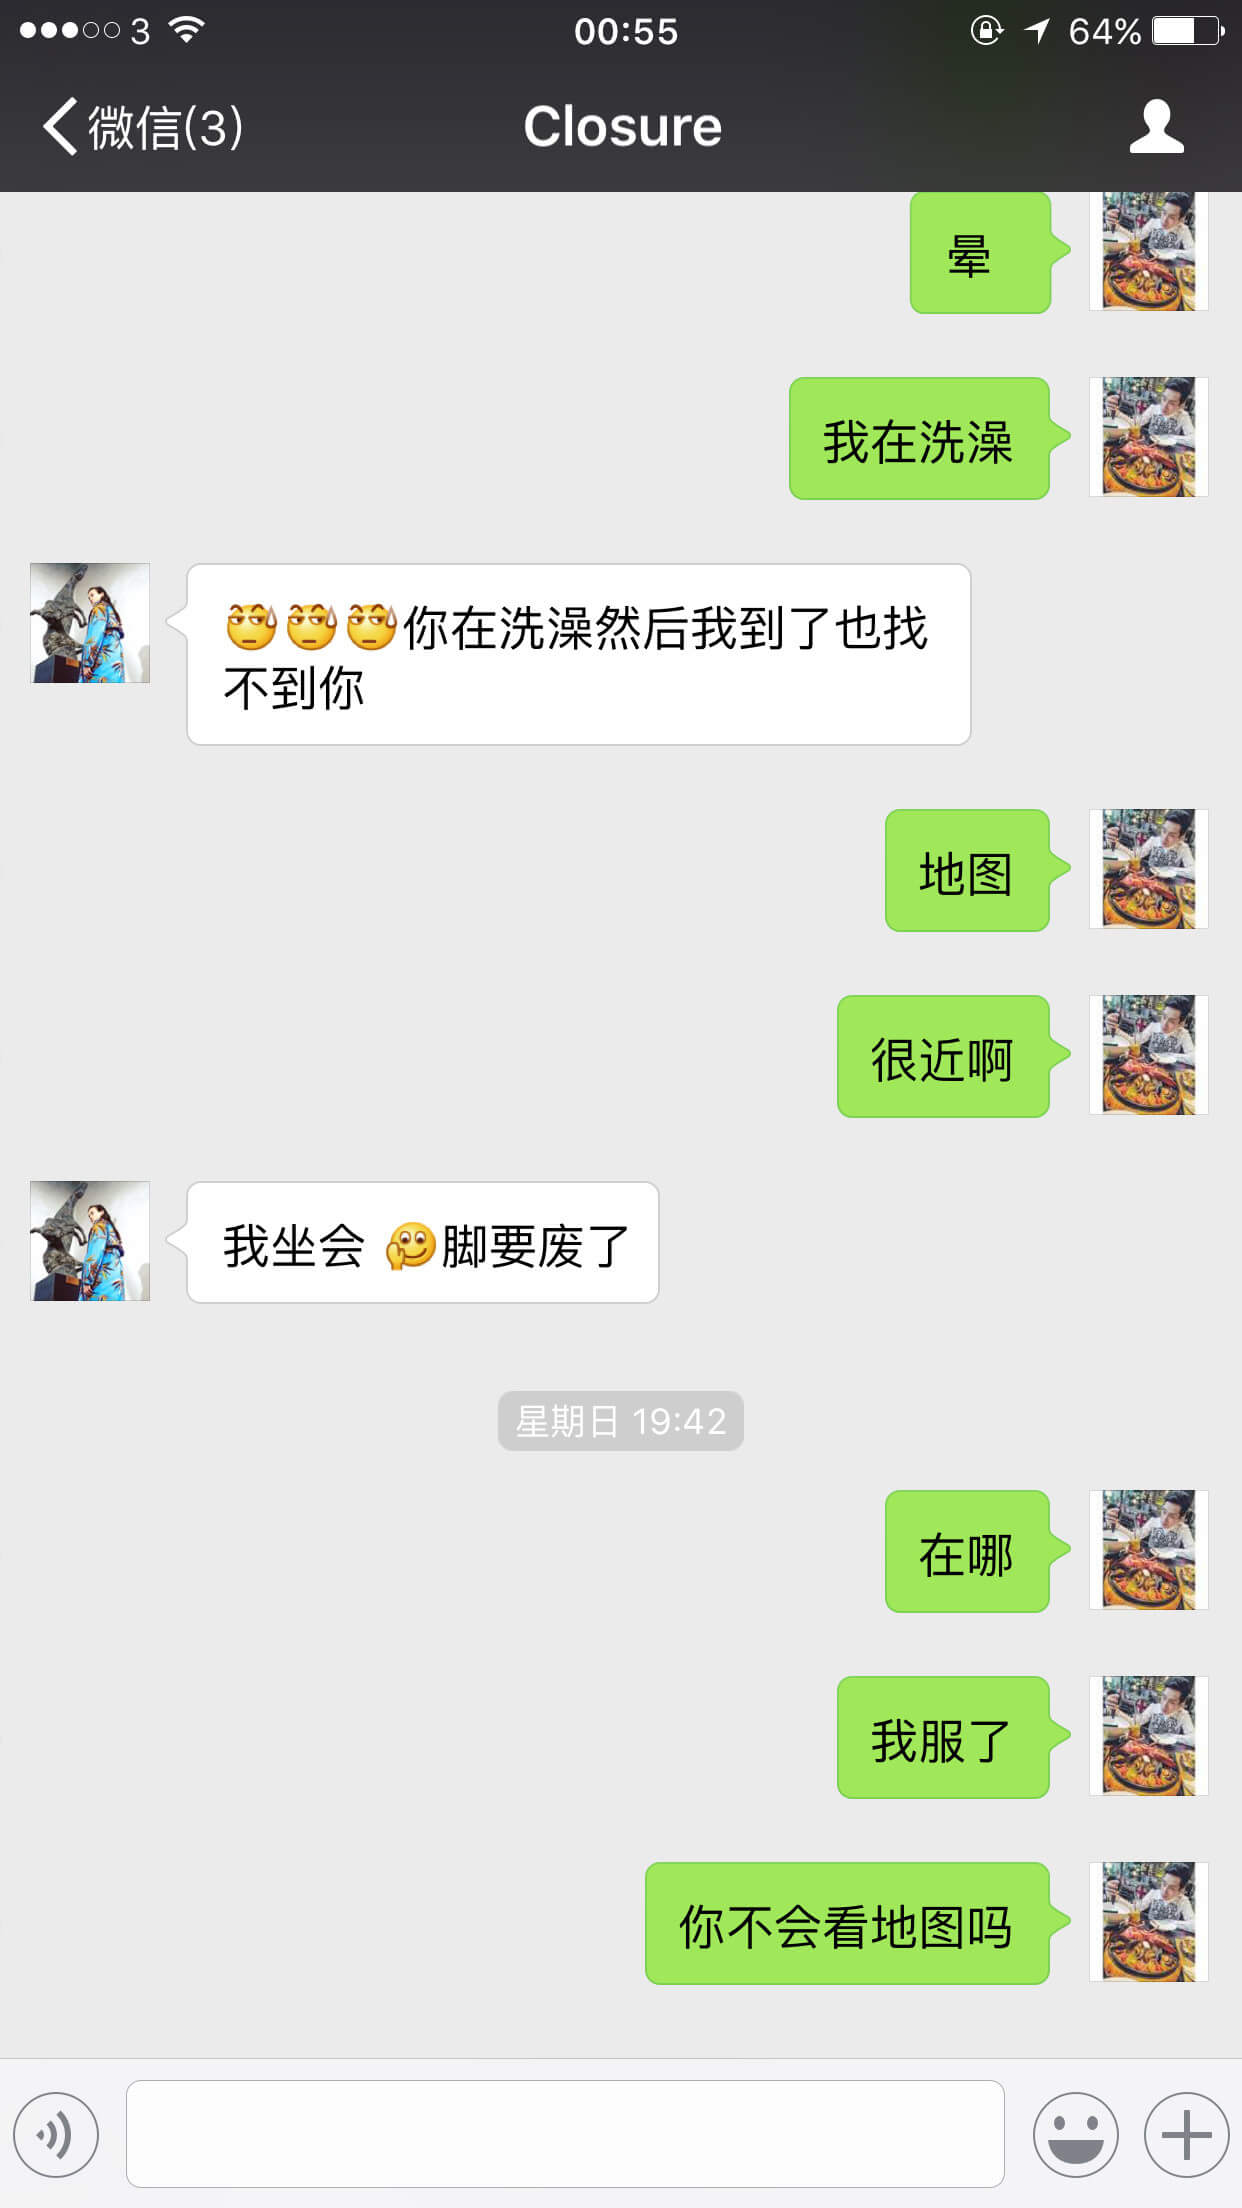 3
00:55
64%
微信(3)
Closure
晕
我在洗澡
你在洗澡然后我到了也找
不到你
地图
很近啊
我坐会 脚要废了
星期日 19:42
在哪
我服了
你不会看地图吗